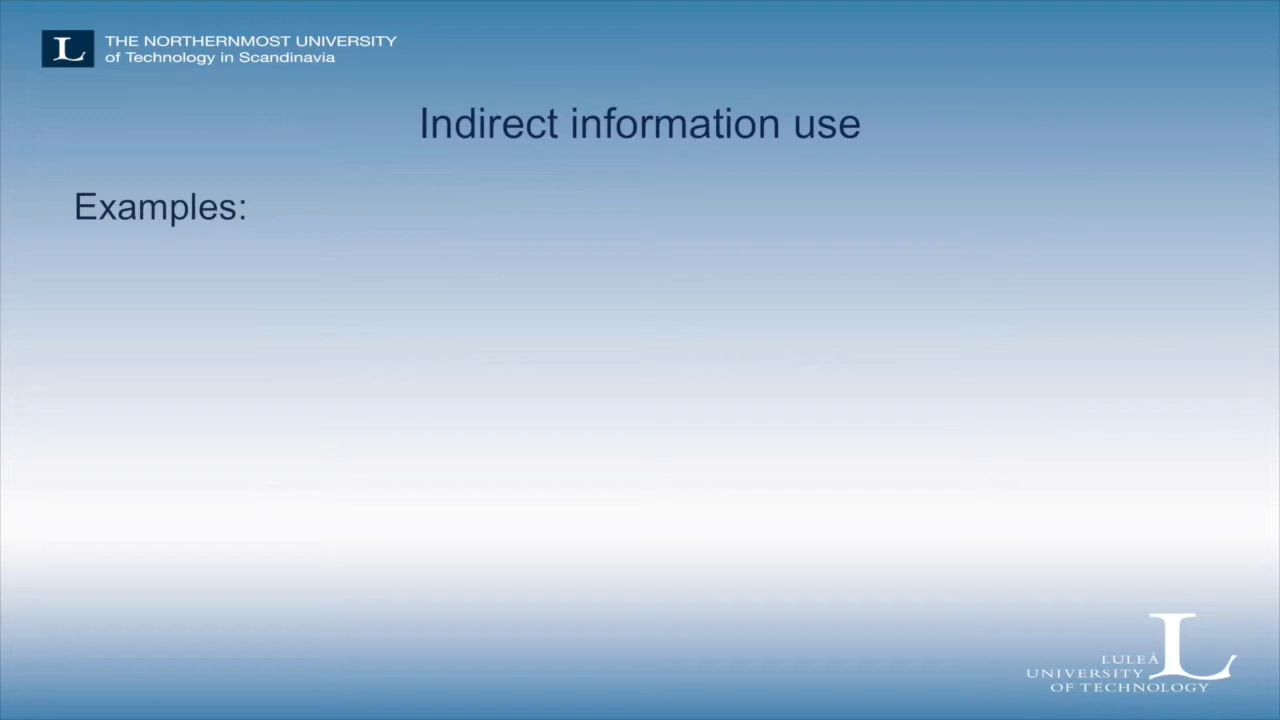 L
THE NORTHERNMOST UNIVERSITY
of Technology in Scandinavia
Indirect information use
Examples:
L
LULEÅ
UNIVERSITY
OF TECHNOLOGY